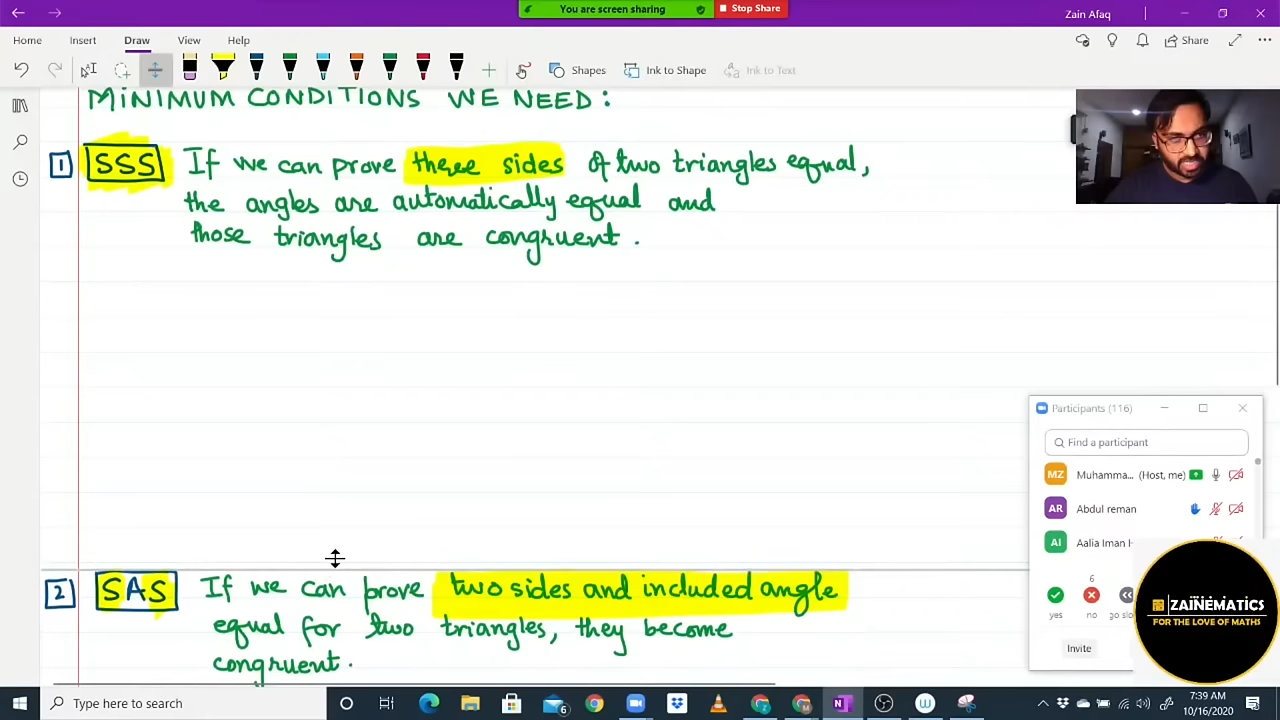 You are screen sharing
Stop Share
Zain Afaq
Home Insert Draw View Help
Share
Shapes Ink to Shape Ink to Text
MINIMUM CONDITIONS WE NEED:
1 SSS If we can prove three sides of two triangles equal,
the angles are automatically equal and
those triangles are congruent.
Participants (116)
Find a participant
MZ Muhamma... (Host, me)
AR Abdul reman
AI Aalia Iman
6
yes no go slo
Invite
ZAINEMATICS
FOR THE LOVE OF MATHS
2 SAS If we can prove two sides and included angle
equal for two triangles, they become
congruent.
Type here to search
6
7:39 AM
10/16/2020